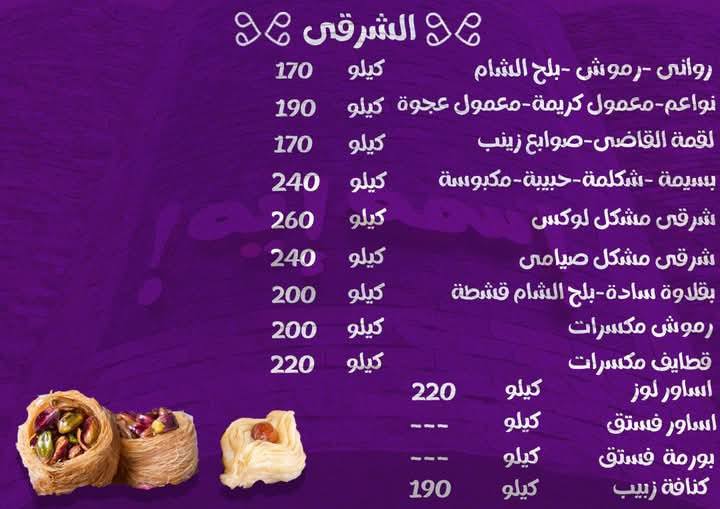 الشرقى
روانى -رموش -بلح الشام كيلو 170
نواعم-معمول كريمة-معمول عجوة كيلو 190
لقمة القاضى-صوابع زينب كيلو 170
بسيمة -شكلمة-حبيبة-مكبوسة كيلو 240
شرقى مشكل لوكس كيلو 260
شرقى مشكل صيامى كيلو 240
بقلاوة سادة-بلح الشام قشطة كيلو 200
رموش مكسرات كيلو 200
قطايف مكسرات كيلو 220
اساور لوز كيلو 220
اساور فستق كيلو ---
بورمة فستق كيلو ---
كنافة زبيب كيلو 190